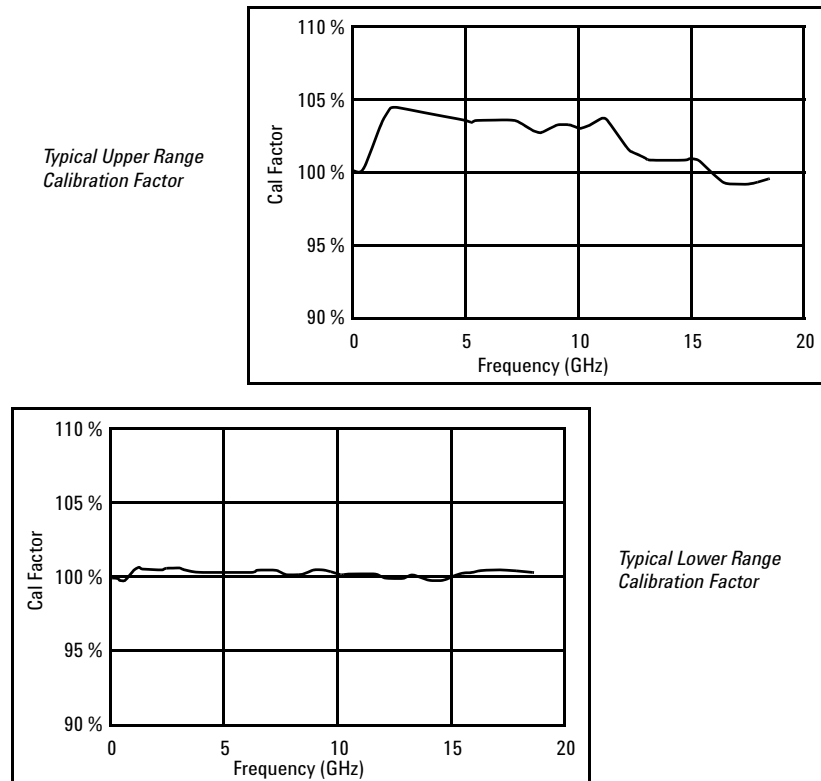 Typical Upper Range
Calibration Factor
110 %
105 %
100 %
95 %
90 %
Cal Factor
0 5 10 15 20
Frequency (GHz)
110 %
105 %
100 %
95 %
90 %
Cal Factor
0 5 10 15 20
Frequency (GHz)
Typical Lower Range
Calibration Factor